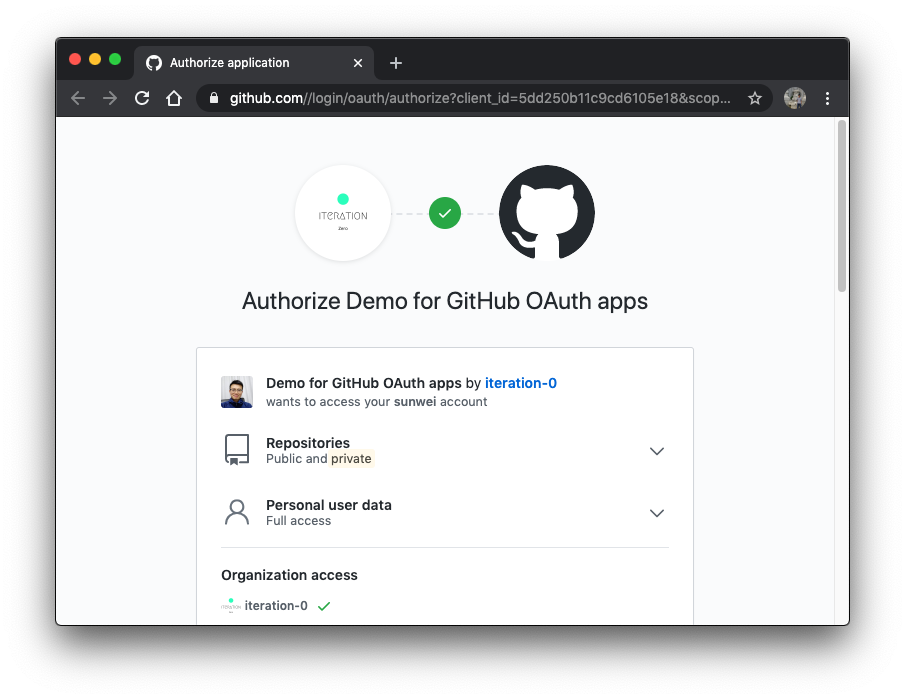 Authorize application
github.com//login/oauth/authorize?client_id=5dd250b11c9cd6105e18&scop...
ITERATION
Zero
Authorize Demo for GitHub OAuth apps
Demo for GitHub OAuth apps by iteration-0
wants to access your sunwei account
Repositories
Public and private
Personal user data
Full access
Organization access
iteration-0